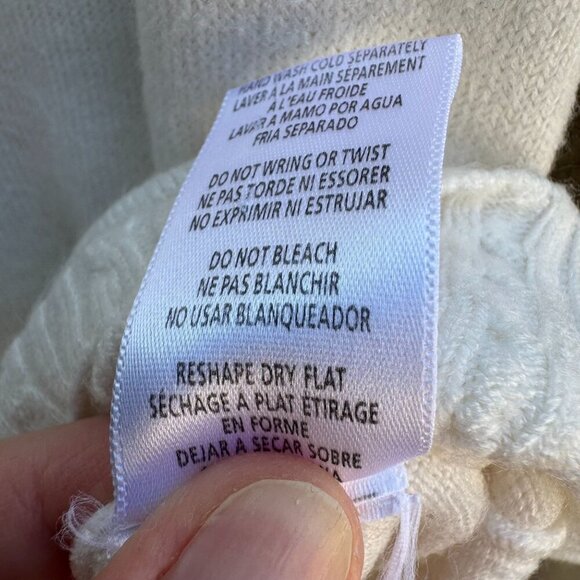 HAND WASH COLD SEPARATELY
LAVER À LA MAIN SÉPAREMENT
A L'EAU FROIDE
LAVAR A MAMO POR AGUA
FRIA SEPARADO
DO NOT WRING OR TWIST
NE PAS TORDE NI ESSORER
NO EXPRIMIR NI ESTRUJAR
DO NOT BLEACH
NE PAS BLANCHIR
NO USAR BLANQUEADOR
RESHAPE DRY FLAT
SÉCHAGE A PLAT ETIRAGE
EN FORME
DEJAR A SECAR SOBRE